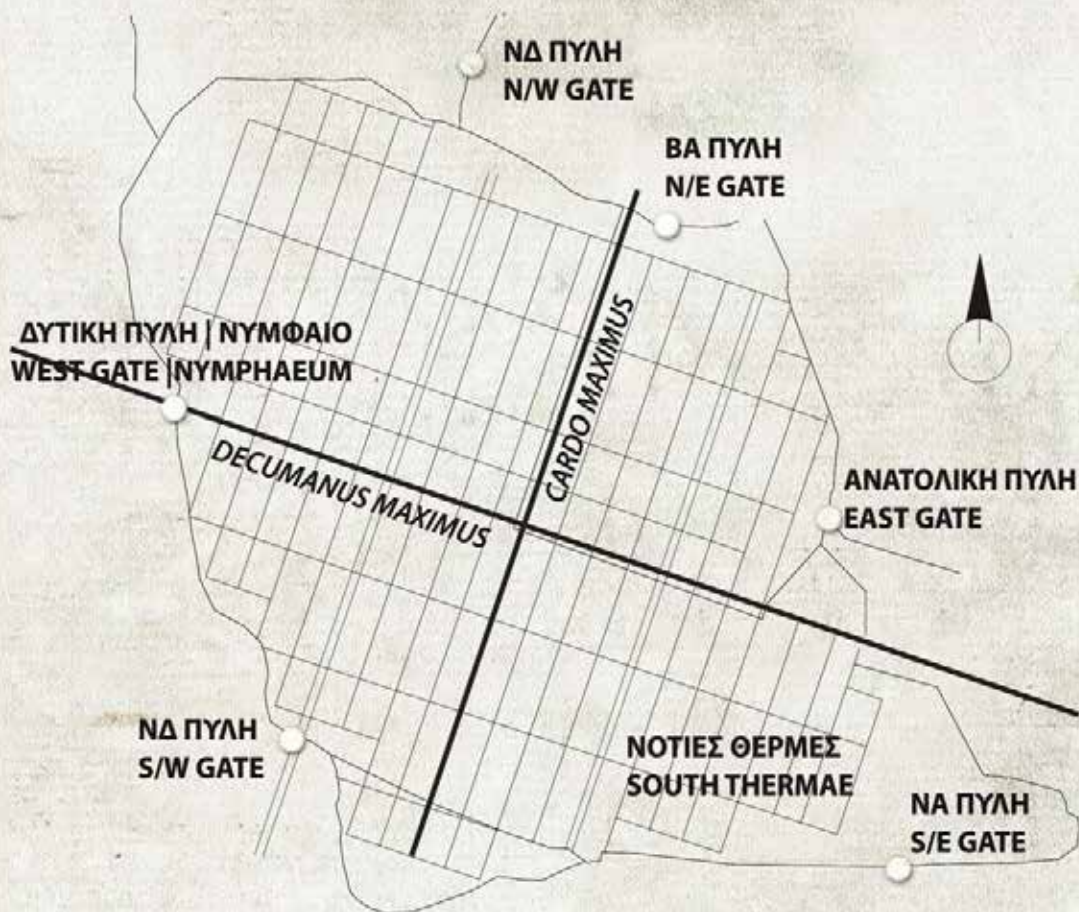 ΝΔ ΠΥΛΗ
N/W GATE
ΒΑ ΠΥΛΗ
N/E GATE
ΔΥΤΙΚΗ ΠΥΛΗ | ΝΥΜΦΑΙΟ
WEST GATE |NYMPHAEUM
CARDO MAXIMUS
DECUMANUS MAXIMUS
ΑΝΑΤΟΛΙΚΗ ΠΥΛΗ
EAST GATE
ΝΔ ΠΥΛΗ
S/W GATE
ΝΟΤΙΕΣ ΘΕΡΜΕΣ
SOUTH THERMAE
ΝΑ ΠΥΛΗ
S/E GATE